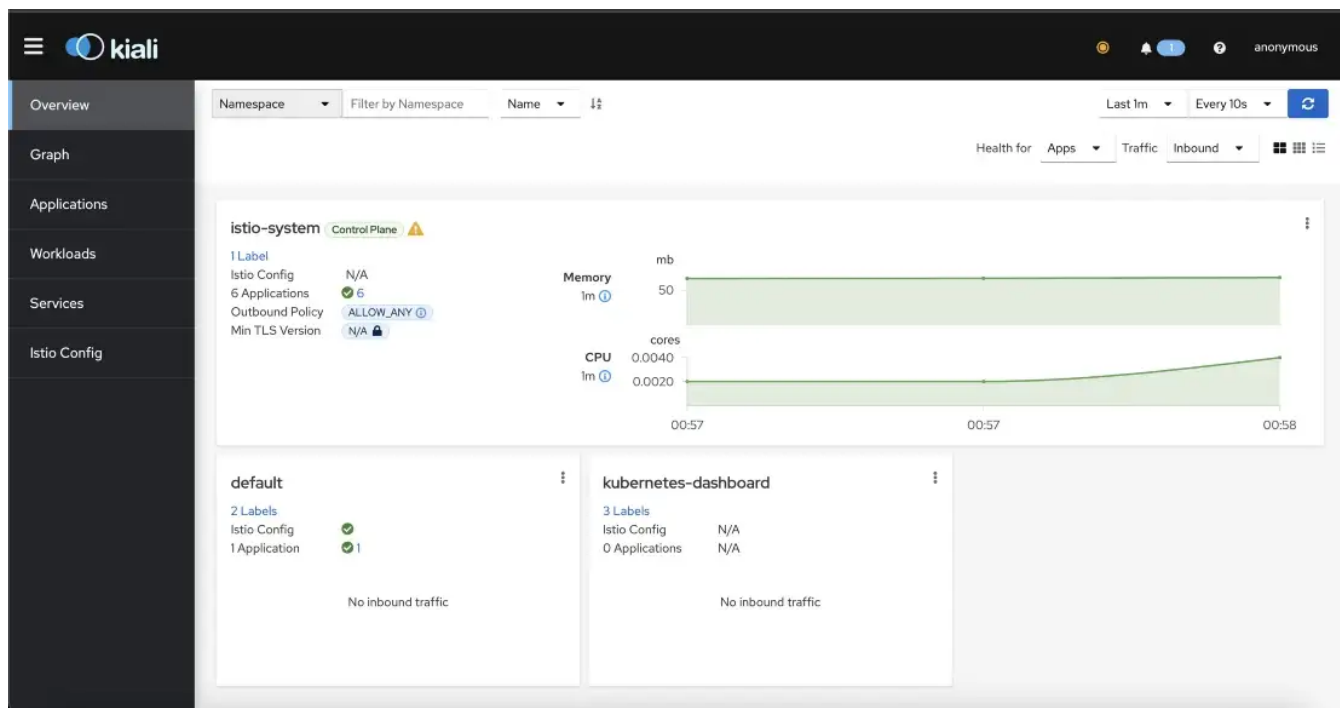 kiali
1
anonymous
Overview
Graph
Applications
Workloads
Services
Istio Config
Namespace
Filter by Namespace
Name
Last 1m
Every 10s
Health for
Apps
Traffic
Inbound
istio-system
Control Plane
1 Label
Istio Config N/A
6 Applications 6
Outbound Policy ALLOW_ANY
Min TLS Version N/A
Memory
1m
mb
50
CPU
1m
cores
0.0040
0.0020
00:57
00:57
00:58
default
2 Labels
Istio Config
1 Application 1
No inbound traffic
kubernetes-dashboard
3 Labels
Istio Config N/A
0 Applications N/A
No inbound traffic